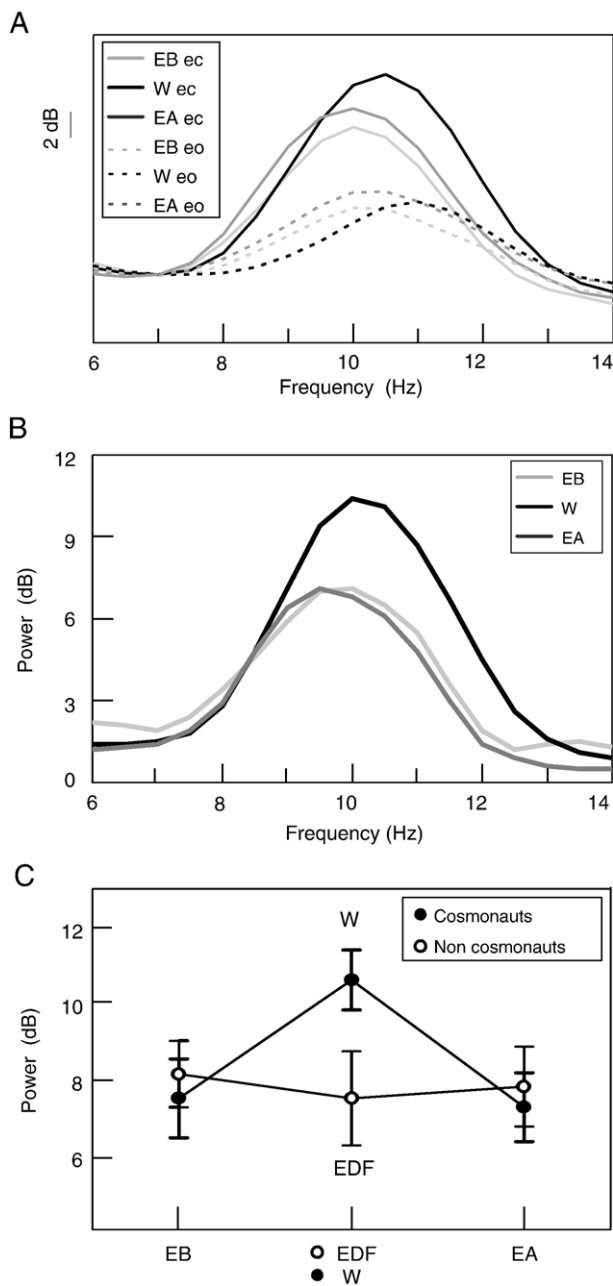 A
2 dB
EB ec
W ec
EA ec
EB eo
W eo
EA eo
6 8 10 12 14
Frequency (Hz)
B
12
9
6
3
0
Power (dB)
EB
W
EA
6 8 10 12 14
Frequency (Hz)
C
12
10
8
6
Power (dB)
W
Cosmonauts
Non cosmonauts
EDF
EB EDF EA
W